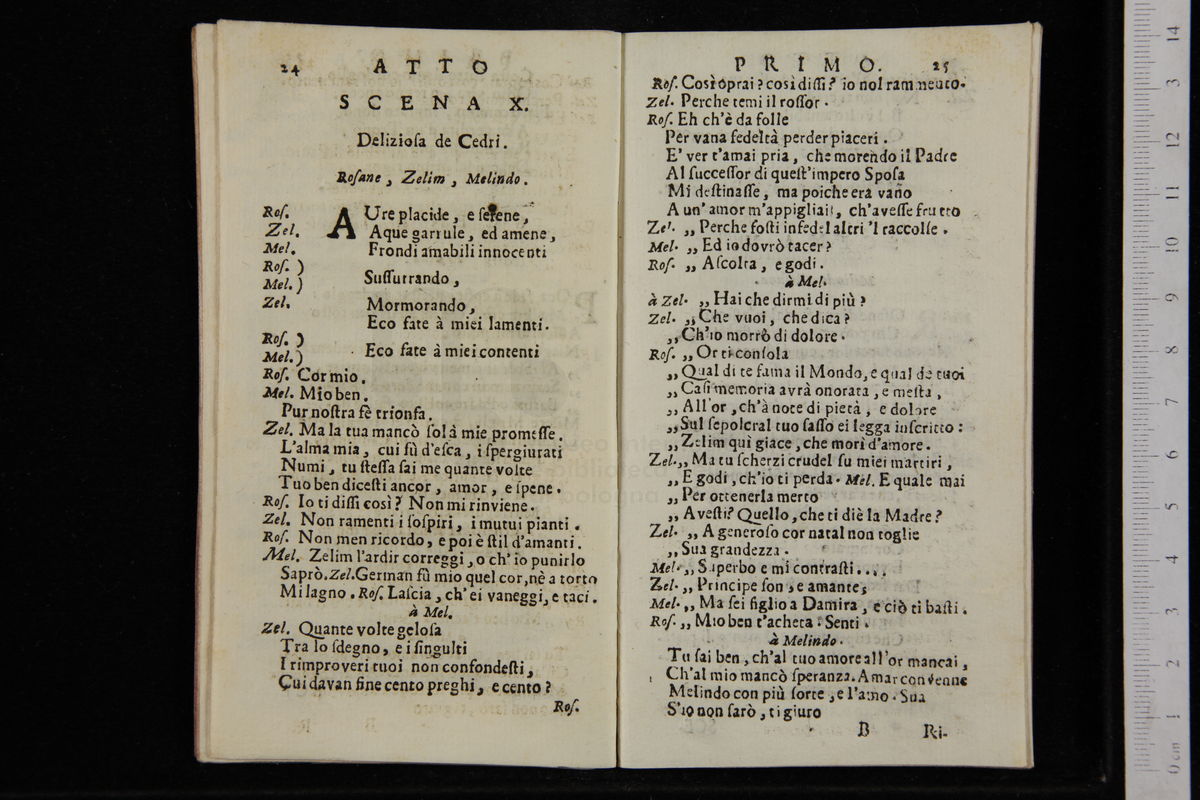 24 ATTO
SCENA X.
Delizioſa de Cedri.
Roſane, Zelim, Melindo.
Roſ. AUre placide, e ſerene,
Zel. Aque garrule, ed amene,
Mel. Frondi amabili innocenti
Roſ. )
Mel. ) Suſſurrando,
Zel. Mormorando,
Eco fate à miei lamenti.
Roſ. )
Mel. ) Eco fate à miei contenti
Roſ. Cor mio.
Mel. Mio ben.
Pur noſtra fè trionfa.
Zel. Ma la tua mancò ſol à mie promeſſe.
L'alma mia, cui fù d'eſca, i ſpergiurati
Numi, tu ſteſſa ſai me quante volte
Tuo ben diceſti ancor, amor, e ſpene.
Roſ. Io ti diſſi così? Non mi rinviene.
Zel. Non ramenti i ſoſpiri, i mutui pianti.
Roſ. Non men ricordo, e poi è ſtil d'amanti.
Mel. Zelim l'ardir correggi, o ch' io punirlo
Saprò. Zel. German fù mio quel cor, nè a torto
Mi lagno. Roſ. Laſcia, ch'ei vaneggi, e taci.
à Mel.
Zel. Quante volte geloſa
Tra lo ſdegno, e i ſingulti
I rimproveri tuoi non confondeſti,
Cui davan fine cento preghi, e cento?
Roſ.
PRIMO. 25
Roſ. Così oprai? così diſſi? io nol rammento.
Zel. Perche temi il roſſor.
Roſ. Eh ch'è da folle
Per vana fedeltà perder piaceri.
E' ver t'amai pria, che morendo il Padre
Al ſucceſſor di queſt'impero Spoſa
Mi deſtinaſſe, ma poiche era vano
A un' amor m'appigliai, ch'aveſſe frutto
Zel. ,, Perche foſti infedel altri 'l raccolſe.
Mel. ,, Ed io dovrò tacer?
Roſ. ,, Aſcolta, e godi.
à Mel.
à Zel. ,, Hai che dirmi di più?
Zel. ,, Che vuoi, che dica?
,, Ch'io morrò di dolore.
Roſ. ,, Or ti conſola
,, Qual di te fama il Mondo, e qual de tuoi
,, Caſi memoria avrà onorata, e meſta,
,, All'or, ch'à note di pietà, e dolore
,, Sul ſepolcral tuo ſaſſo ei legga inſcritto:
,, Zelim quì giace, che morì d'amore.
Zel. ,, Ma tu ſcherzi crudel ſu miei martiri,
,, E godi, ch'io ti perda. Mel. E quale mai
,, Per ottenerla merto
,, Aveſti? Quello, che ti diè la Madre?
Zel. ,, A generoſo cor natal non toglie
,, Sua grandezza.
Mel. ,, Superbo e mi contraſti....
Zel. ,, Principe ſon, e amante;
Mel. ,, Ma ſei figlio a Damira, e ciò ti baſti.
Roſ. ,, Mio ben t'acheta. Senti.
à Melindo.
Tu ſai ben, ch'al tuo amore all'or mancai,
Ch'al mio mancò ſperanza. Amar convenne
Melindo con più ſorte, e l'amo. Sua
S'io non ſarò, ti giuro
B Ri-